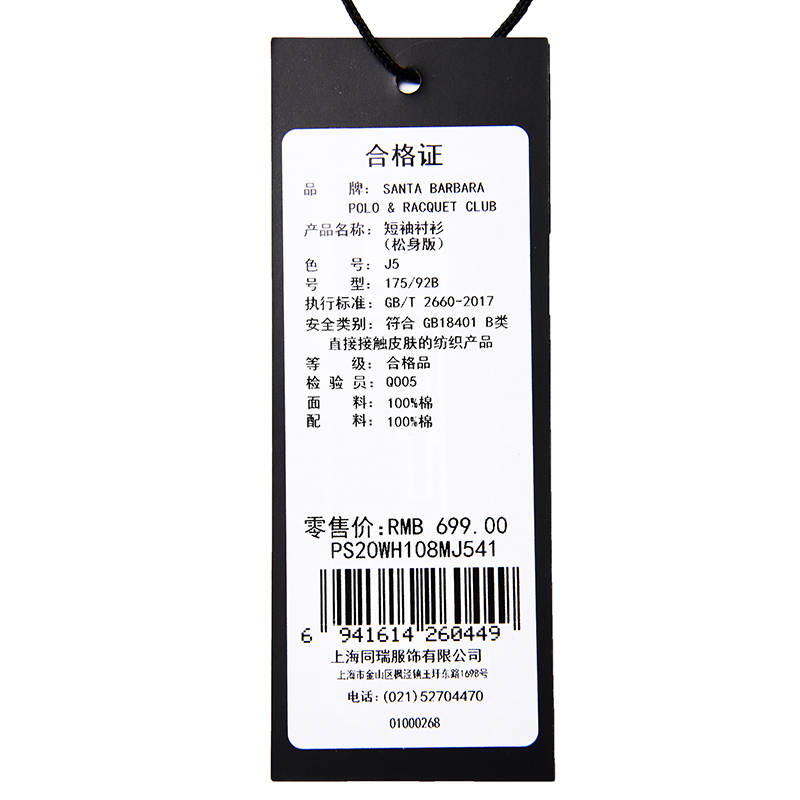 合格证
品 牌: SANTA BARBARA
POLO & RACQUET CLUB
产品名称: 短袖衬衫
(松身版)
色 号: J5
号 型: 175/92B
执行标准: GB/T 2660-2017
安全类别: 符合 GB18401 B类
直接接触皮肤的纺织产品
等 级: 合格品
检 验 员: Q005
面 料: 100%棉
配 料: 100%棉
零售价:RMB 699.00
PS20WH108MJ541
6 941614 260449
上海同瑞服饰有限公司
上海市金山区枫泾镇王圩东路1698号
电话:(021)52704470
01000268